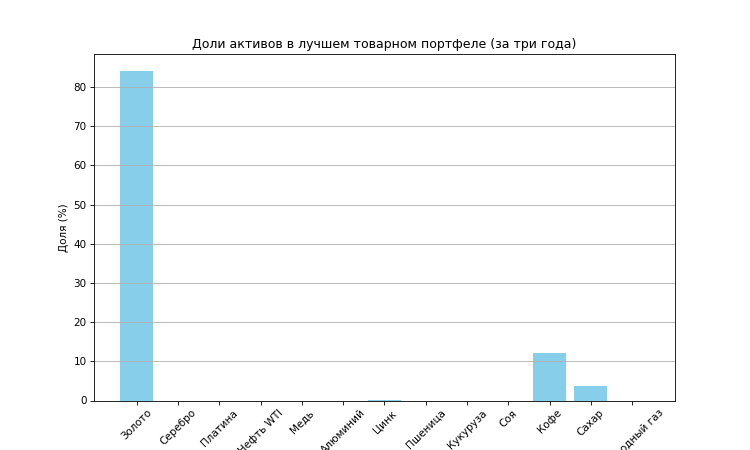 Доли активов в лучшем товарном портфеле (за три года)
Доля (%)
80
70
60
50
40
30
20
10
0
Золото
Серебро
Платина
Нефть WTI
Медь
Алюминий
Цинк
Пшеница
Кукуруза
Соя
Кофе
Сахар
одный газ